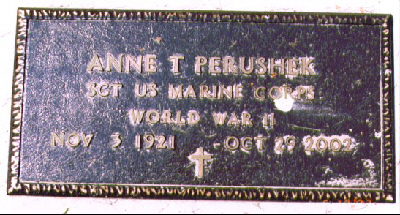 ANNE T PERUSHEK
SGT US MARINE CORPS
WORLD WAR II
NOV 3 1921 - OCT 29 2002